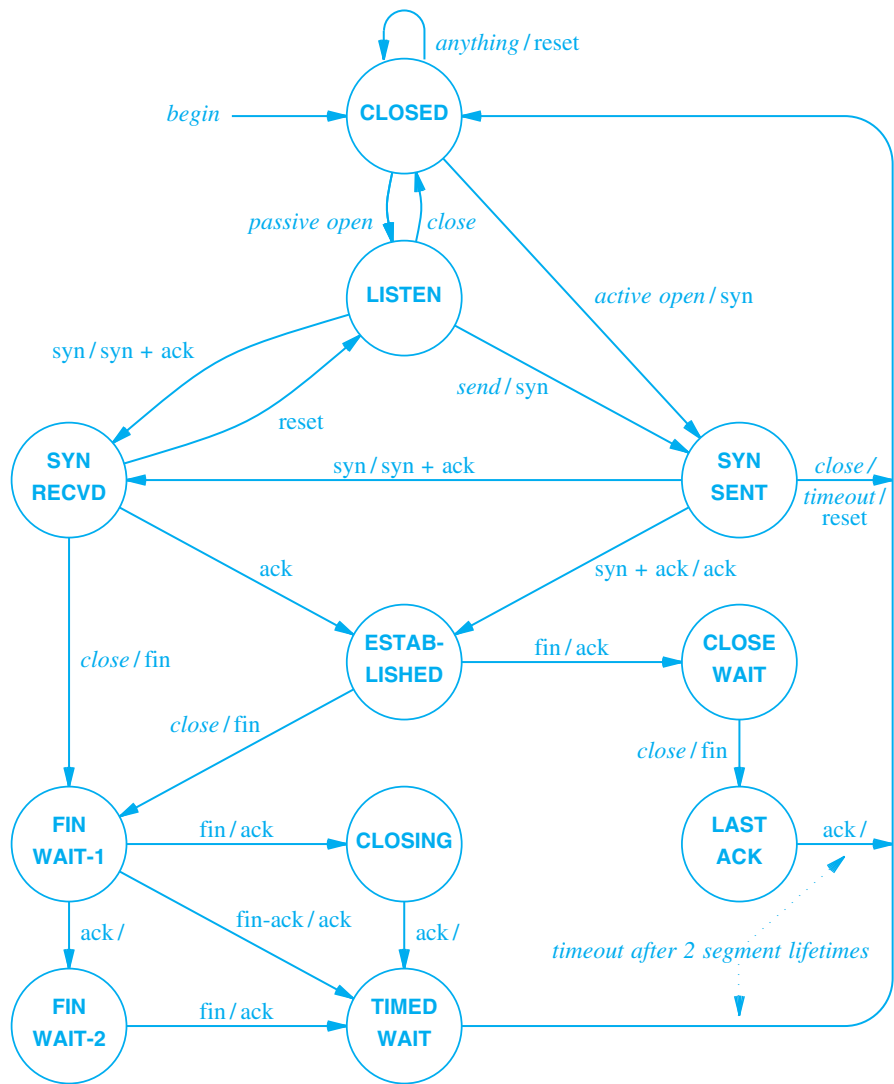 anything / reset
begin
CLOSED
passive open
close
LISTEN
active open / syn
syn / syn + ack
send / syn
reset
SYN
RECVD
syn / syn + ack
SYN
SENT
close /
timeout /
reset
ack
syn + ack / ack
close / fin
ESTAB-
LISHED
fin / ack
CLOSE
WAIT
close / fin
close / fin
FIN
WAIT-1
fin / ack
CLOSING
LAST
ACK
ack /
ack /
fin-ack / ack
ack /
timeout after 2 segment lifetimes
FIN
WAIT-2
fin / ack
TIMED
WAIT